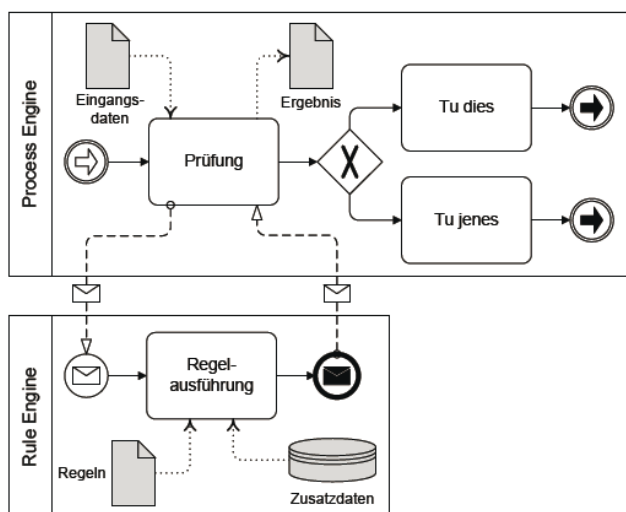 Process Engine
Eingangs-
daten
Ergebnis
Prüfung
Tu dies
Tu jenes
Rule Engine
Regel-
ausführung
Regeln
Zusatzdaten